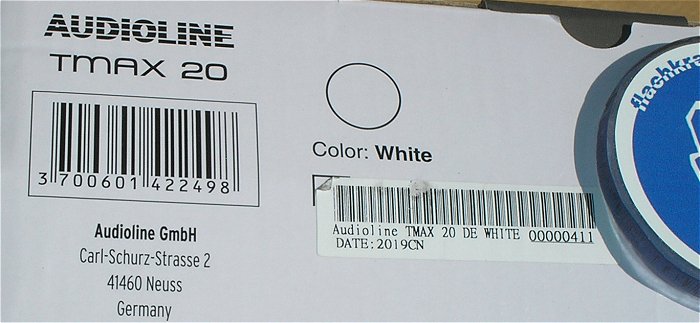 AUDIOLINE
TMAX 20
3 700601 422498
Audioline GmbH
Carl-Schurz-Strasse 2
41460 Neuss
Germany
Color: White
Audioline TMAX 20 DE WHITE 00000411
DATE:2019CN
flachkra